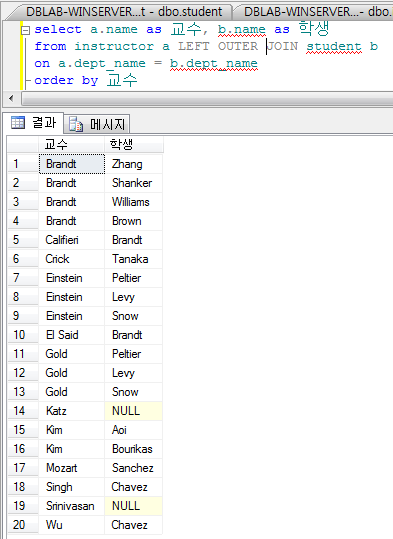 DBLAB-WINSERVER...t - dbo.student DBLAB-WINSERVER...- dbo.
select a.name as 교수, b.name as 학생
from instructor a LEFT OUTER JOIN student b
on a.dept_name = b.dept_name
order by 교수
결과 메시지
교수 학생
1 Brandt Zhang
2 Brandt Shanker
3 Brandt Williams
4 Brandt Brown
5 Califieri Brandt
6 Crick Tanaka
7 Einstein Peltier
8 Einstein Levy
9 Einstein Snow
10 El Said Brandt
11 Gold Peltier
12 Gold Levy
13 Gold Snow
14 Katz NULL
15 Kim Aoi
16 Kim Bourikas
17 Mozart Sanchez
18 Singh Chavez
19 Srinivasan NULL
20 Wu Chavez